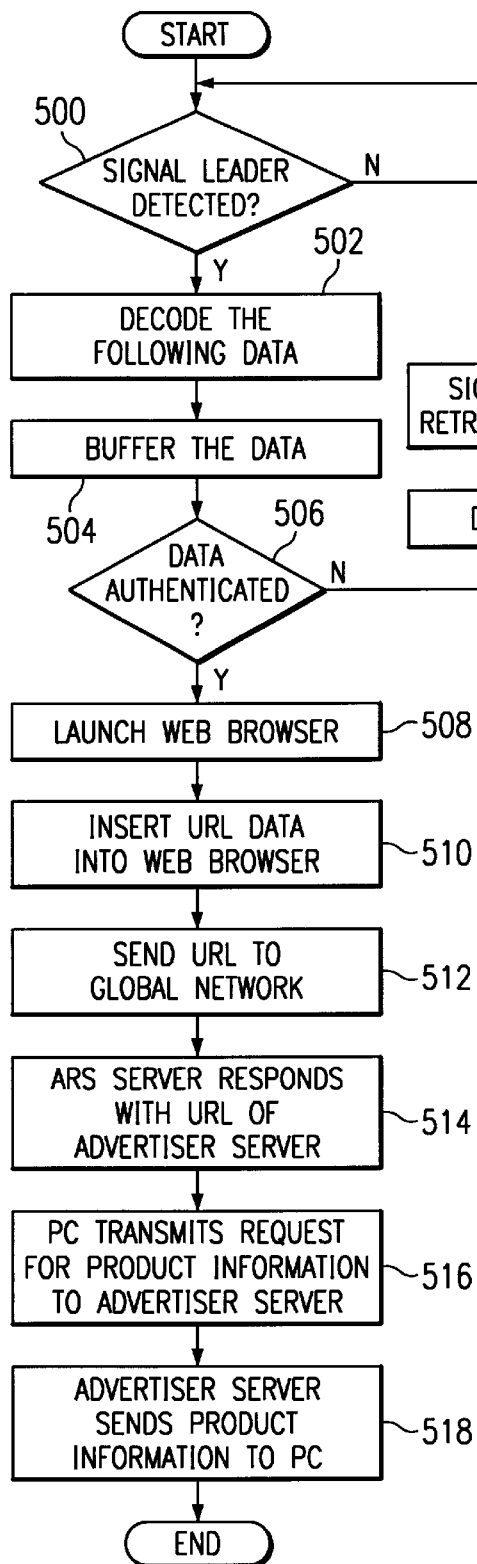 START
500
SIGNAL LEADER
DETECTED?
N
Y
502
DECODE THE
FOLLOWING DATA
BUFFER THE DATA
504
506
DATA
AUTHENTICATED
?
N
Y
LAUNCH WEB BROWSER
508
INSERT URL DATA
INTO WEB BROWSER
510
SEND URL TO
GLOBAL NETWORK
512
ARS SERVER RESPONDS
WITH URL OF
ADVERTISER SERVER
514
PC TRANSMITS REQUEST
FOR PRODUCT INFORMATION
TO ADVERTISER SERVER
516
ADVERTISER SERVER
SENDS PRODUCT
INFORMATION TO PC
518
END